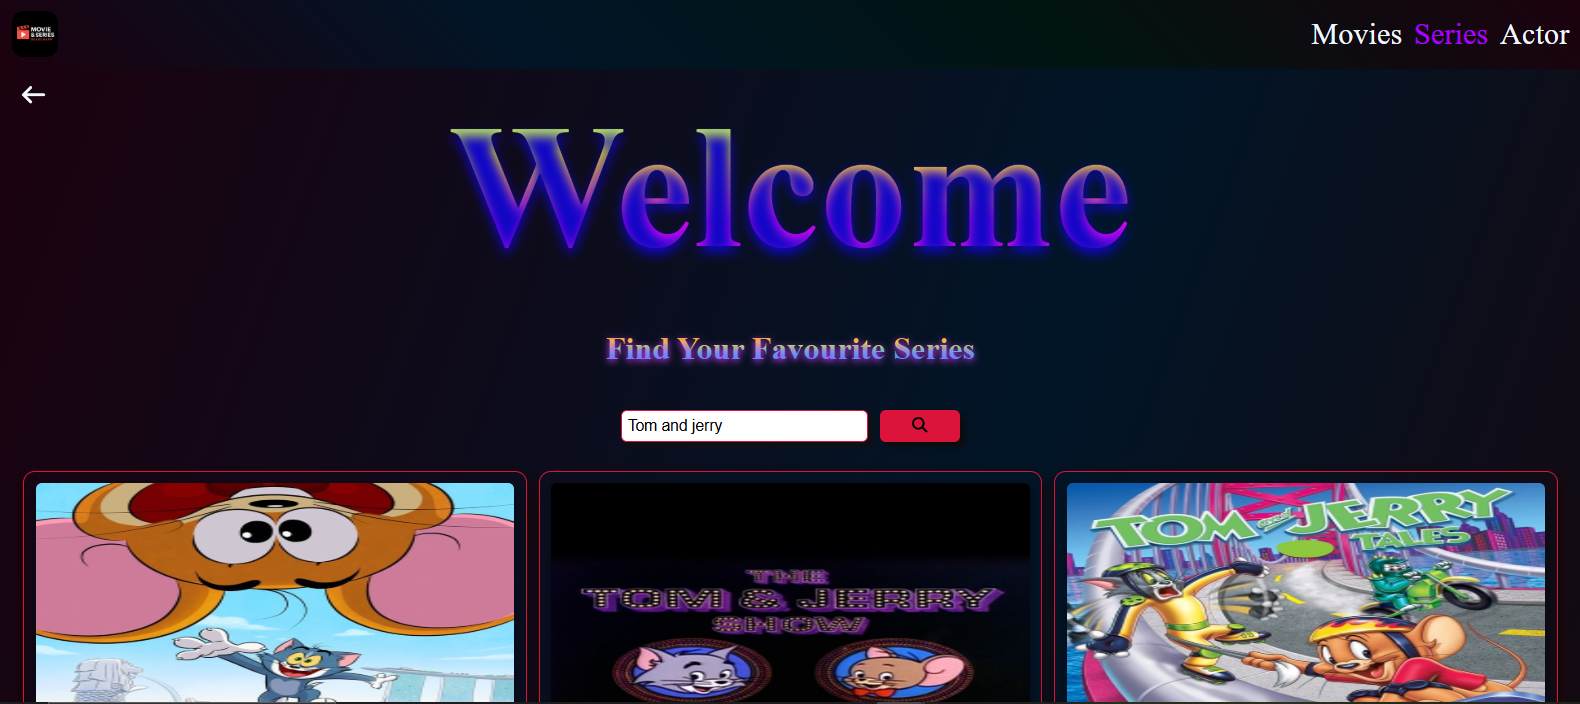 MOVIE
& SERIES
Movies Series Actor
Welcome
Find Your Favourite Series
Tom and jerry
THE
TOM & JERRY
SHOW
TOM and JERRY
TALES